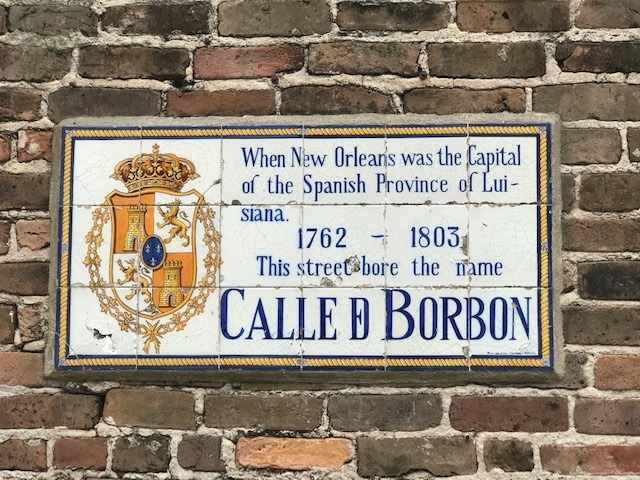 When New Orleans was the Capital
of the Spanish Province of Lui-
siana.
1762 - 1803
This street bore the name
CALLE D BORBON